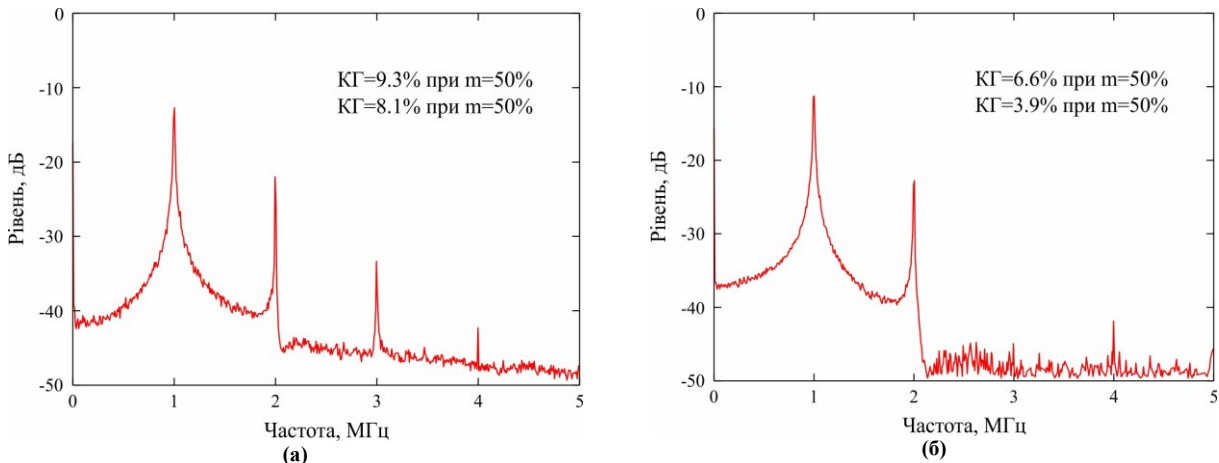 0
-10
-20
-30
-40
-50
Рівень, дБ
КГ=9.3% при m=50%
КГ=8.1% при m=50%
0 1 2 3 4 5
Частота, МГц
(а)
0
-10
-20
-30
-40
-50
Рівень, дБ
КГ=6.6% при m=50%
КГ=3.9% при m=50%
0 1 2 3 4 5
Частота, МГц
(б)